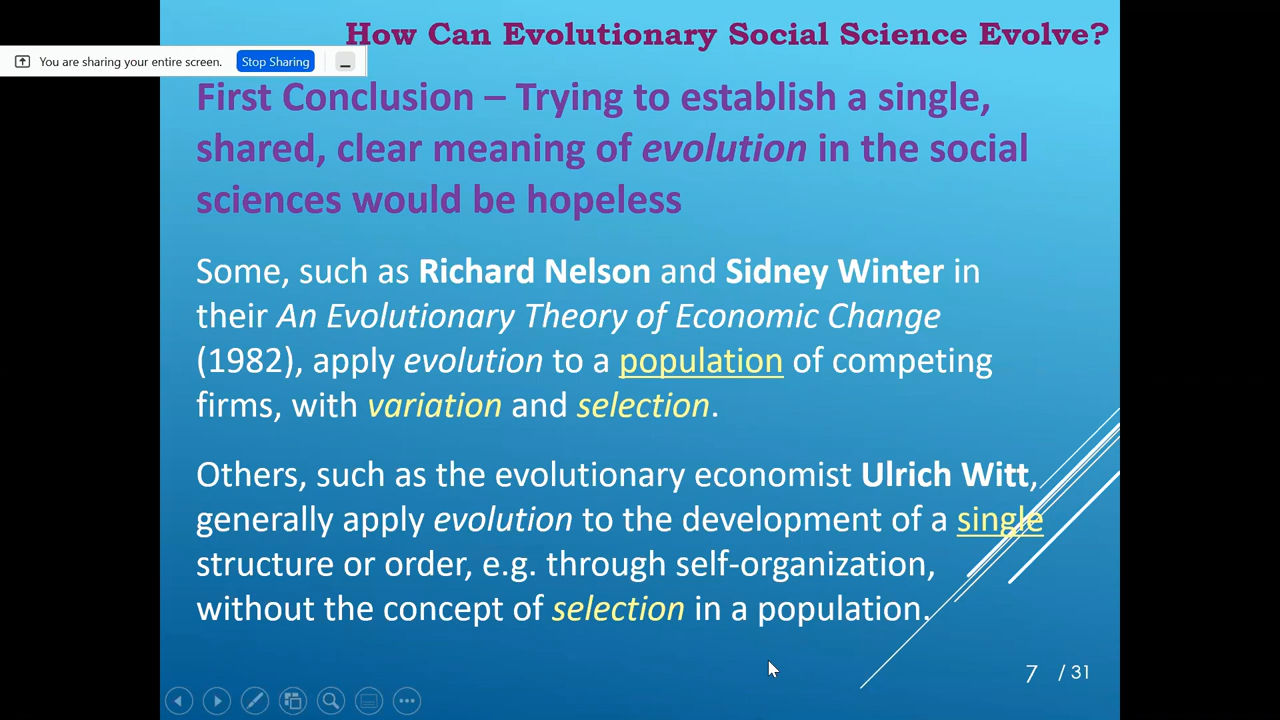 How Can Evolutionary Social Science Evolve?
You are sharing your entire screen. Stop Sharing
First Conclusion – Trying to establish a single,
shared, clear meaning of evolution in the social
sciences would be hopeless
Some, such as Richard Nelson and Sidney Winter in
their An Evolutionary Theory of Economic Change
(1982), apply evolution to a population of competing
firms, with variation and selection.
Others, such as the evolutionary economist Ulrich Witt,
generally apply evolution to the development of a single
structure or order, e.g. through self-organization,
without the concept of selection in a population.
7 / 31